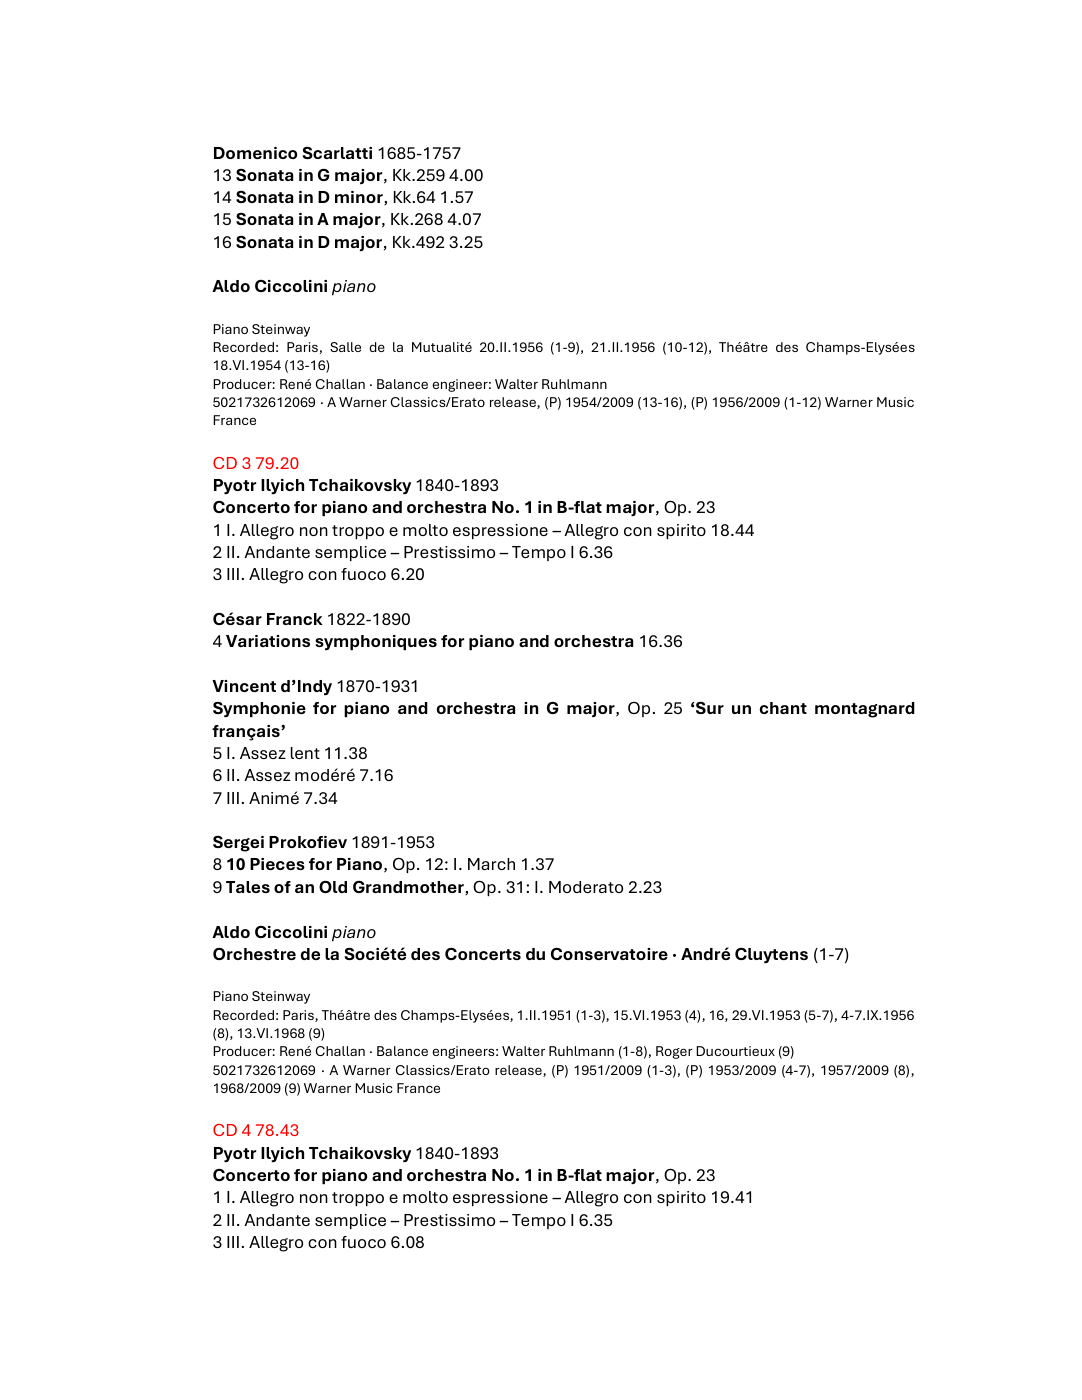 Domenico Scarlatti 1685-1757
13 Sonata in G major, Kk.259 4.00
14 Sonata in D minor, Kk.64 1.57
15 Sonata in A major, Kk.268 4.07
16 Sonata in D major, Kk.492 3.25
Aldo Ciccolini piano
Piano Steinway
Recorded: Paris, Salle de la Mutualité 20.II.1956 (1-9), 21.II.1956 (10-12), Théâtre des Champs-Elysées
18.VI.1954 (13-16)
Producer: René Challan · Balance engineer: Walter Ruhlmann
5021732612069 · A Warner Classics/Erato release, (P) 1954/2009 (13-16), (P) 1956/2009 (1-12) Warner Music
France
CD 3 79.20
Pyotr Ilyich Tchaikovsky 1840-1893
Concerto for piano and orchestra No. 1 in B-flat major, Op. 23
1 I. Allegro non troppo e molto espressione – Allegro con spirito 18.44
2 II. Andante semplice – Prestissimo – Tempo I 6.36
3 III. Allegro con fuoco 6.20
César Franck 1822-1890
4 Variations symphoniques for piano and orchestra 16.36
Vincent d’Indy 1870-1931
Symphonie for piano and orchestra in G major, Op. 25 ‘Sur un chant montagnard
français’
5 I. Assez lent 11.38
6 II. Assez modéré 7.16
7 III. Animé 7.34
Sergei Prokofiev 1891-1953
8 10 Pieces for Piano, Op. 12: I. March 1.37
9 Tales of an Old Grandmother, Op. 31: I. Moderato 2.23
Aldo Ciccolini piano
Orchestre de la Société des Concerts du Conservatoire · André Cluytens (1-7)
Piano Steinway
Recorded: Paris, Théâtre des Champs-Elysées, 1.II.1951 (1-3), 15.VI.1953 (4), 16, 29.VI.1953 (5-7), 4-7.IX.1956
(8), 13.VI.1968 (9)
Producer: René Challan · Balance engineers: Walter Ruhlmann (1-8), Roger Ducourtieux (9)
5021732612069 · A Warner Classics/Erato release, (P) 1951/2009 (1-3), (P) 1953/2009 (4-7), 1957/2009 (8),
1968/2009 (9) Warner Music France
CD 4 78.43
Pyotr Ilyich Tchaikovsky 1840-1893
Concerto for piano and orchestra No. 1 in B-flat major, Op. 23
1 I. Allegro non troppo e molto espressione – Allegro con spirito 19.41
2 II. Andante semplice – Prestissimo – Tempo I 6.35
3 III. Allegro con fuoco 6.08